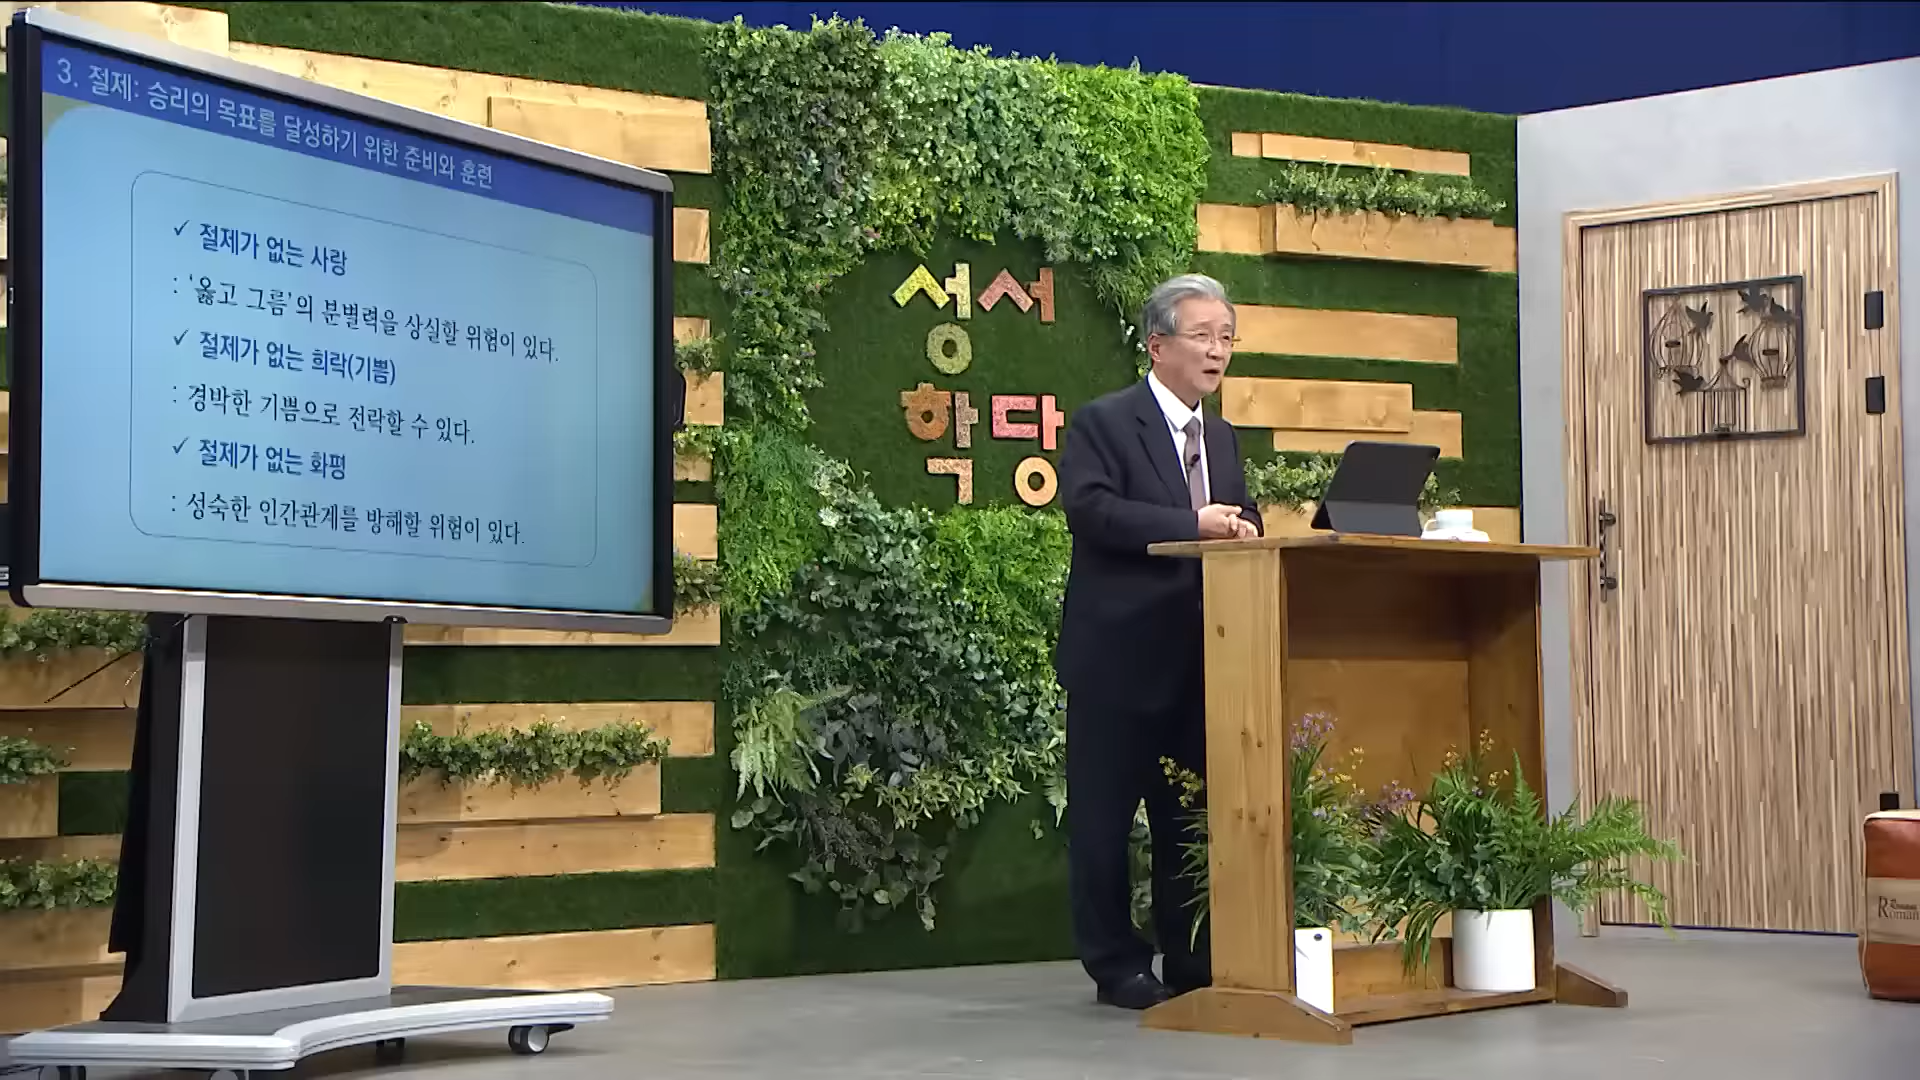 3. 절제: 승리의 목표를 달성하기 위한 준비와 훈련
✓ 절제가 없는 사랑
: ‘옳고 그름’의 분별력을 상실할 위험이 있다.
✓ 절제가 없는 희락(기쁨)
: 경박한 기쁨으로 전락할 수 있다.
✓ 절제가 없는 화평
: 성숙한 인간관계를 방해할 위험이 있다.
성서
학당
Roman